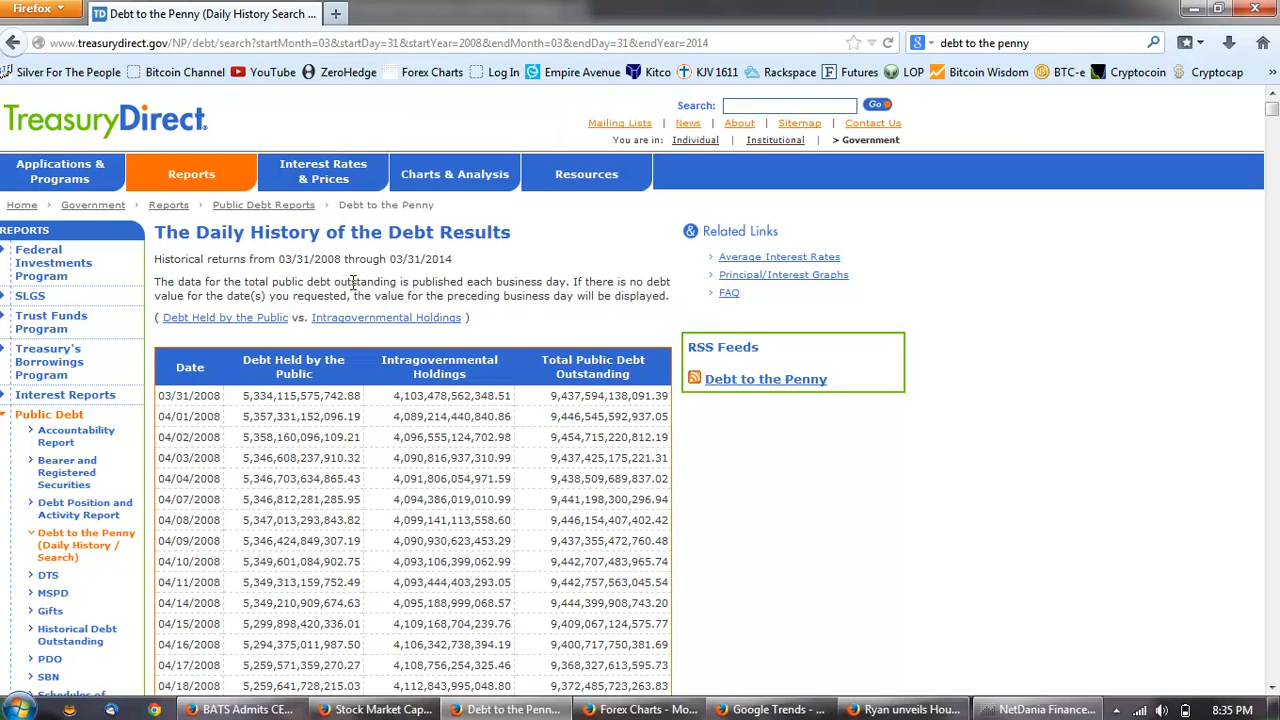 Firefox
Debt to the Penny (Daily History Search ...
www.treasurydirect.gov/NP/debt/search?startMonth=03&startDay=31&startYear=2008&endMonth=03&endDay=31&endYear=2014
debt to the penny
Silver For The People Bitcoin Channel YouTube ZeroHedge Forex Charts Log In Empire Avenue Kitco KJV 1611 Rackspace Futures LOP Bitcoin Wisdom BTC-e Cryptocoin Cryptocap »
TreasuryDirect
Search: Go
Mailing Lists | News | About | Sitemap | Contact Us
You are in: Individual | Institutional > Government
Applications & Programs Reports Interest Rates & Prices Charts & Analysis Resources
Home > Government > Reports > Public Debt Reports > Debt to the Penny
REPORTS
Federal
Investments
Program
SLGS
Trust Funds
Program
Treasury's
Borrowings
Program
Interest Reports
Public Debt
Accountability
Report
Bearer and
Registered
Securities
Debt Position and
Activity Report
Debt to the Penny
(Daily History /
Search)
DTS
MSPD
Gifts
Historical Debt
Outstanding
PDO
SBN
Schedules of
The Daily History of the Debt Results
Historical returns from 03/31/2008 through 03/31/2014
The data for the total public debt outstanding is published each business day. If there is no debt
value for the date(s) you requested, the value for the preceding business day will be displayed.
( Debt Held by the Public vs. Intragovernmental Holdings )
Date Debt Held by the Public Intragovernmental Holdings Total Public Debt Outstanding
03/31/2008 5,334,115,575,742.88 4,103,478,562,348.51 9,437,594,138,091.39
04/01/2008 5,357,331,152,096.19 4,089,214,440,840.86 9,446,545,592,937.05
04/02/2008 5,358,160,096,109.21 4,096,555,124,702.98 9,454,715,220,812.19
04/03/2008 5,346,608,237,910.32 4,090,816,937,310.99 9,437,425,175,221.31
04/04/2008 5,346,703,634,865.43 4,091,806,054,971.59 9,438,509,689,837.02
04/07/2008 5,346,812,281,285.95 4,094,386,019,010.99 9,441,198,300,296.94
04/08/2008 5,347,013,293,843.82 4,099,141,113,558.60 9,446,154,407,402.42
04/09/2008 5,346,424,849,307.19 4,090,930,623,453.29 9,437,355,472,760.48
04/10/2008 5,349,601,084,902.75 4,093,106,399,062.99 9,442,707,483,965.74
04/11/2008 5,349,313,159,752.49 4,093,444,403,293.05 9,442,757,563,045.54
04/14/2008 5,349,210,909,674.63 4,095,188,999,068.57 9,444,399,908,743.20
04/15/2008 5,299,898,420,336.01 4,109,168,704,239.76 9,409,067,124,575.77
04/16/2008 5,294,375,011,987.50 4,106,342,738,394.19 9,400,717,750,381.69
04/17/2008 5,259,571,359,270.27 4,108,756,254,325.46 9,368,327,613,595.73
04/18/2008 5,259,641,728,215.03 4,112,843,995,048.80 9,372,485,723,263.83
Related Links
Average Interest Rates
Principal/Interest Graphs
FAQ
RSS Feeds
Debt to the Penny
BATS Admits CE... Stock Market Cap... Debt to the Penn... Forex Charts - Mo... Google Trends - ... Ryan unveils Hou... NetDania Finance... 8:35 PM